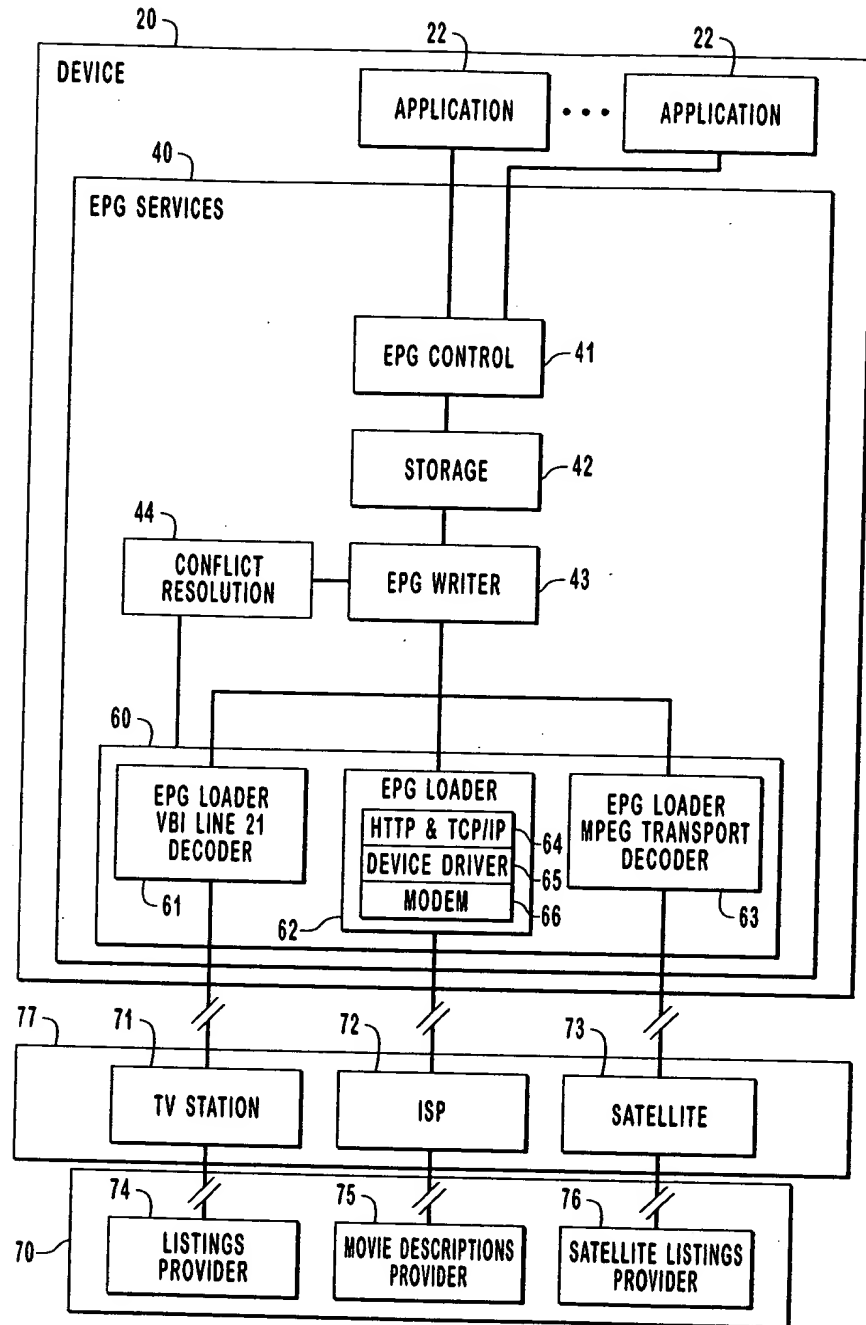 20
22
22
DEVICE
APPLICATION
• • •
APPLICATION
40
EPG SERVICES
EPG CONTROL
41
STORAGE
42
44
CONFLICT
RESOLUTION
EPG WRITER
43
60
EPG LOADER
VBI LINE 21
DECODER
61
EPG LOADER
HTTP & TCP/IP
64
DEVICE DRIVER
65
MODEM
66
62
EPG LOADER
MPEG TRANSPORT
DECODER
63
77
71
TV STATION
72
ISP
73
SATELLITE
70
74
LISTINGS
PROVIDER
75
MOVIE DESCRIPTIONS
PROVIDER
76
SATELLITE LISTINGS
PROVIDER